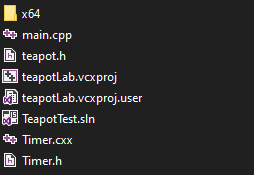 x64
main.cpp
teapot.h
teapotLab.vcxproj
teapotLab.vcxproj.user
TeapotTest.sln
Timer.cxx
Timer.h